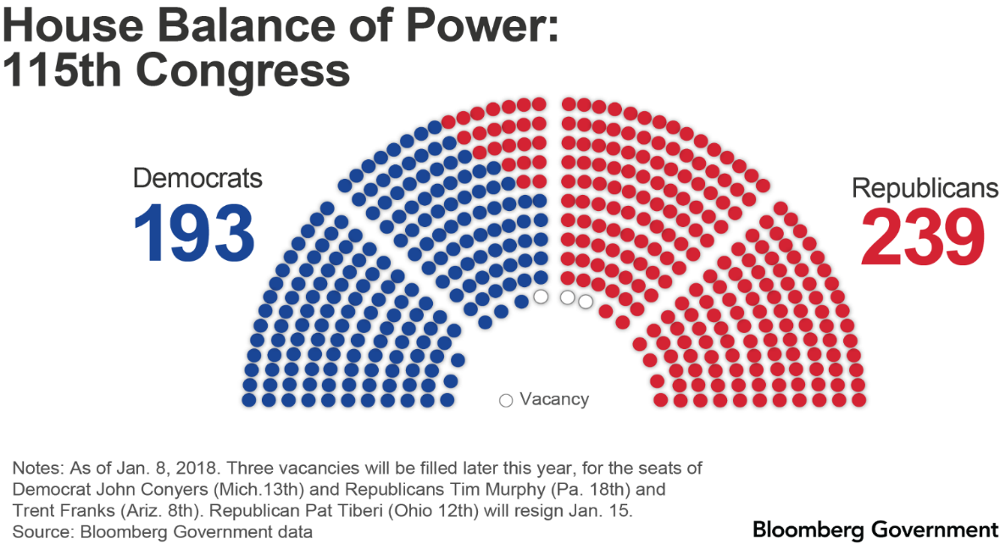 House Balance of Power:
115th Congress
Democrats
193
Republicans
239
Vacancy
Notes: As of Jan. 8, 2018. Three vacancies will be filled later this year, for the seats of
Democrat John Conyers (Mich.13th) and Republicans Tim Murphy (Pa. 18th) and
Trent Franks (Ariz. 8th). Republican Pat Tiberi (Ohio 12th) will resign Jan. 15.
Source: Bloomberg Government data
Bloomberg Government